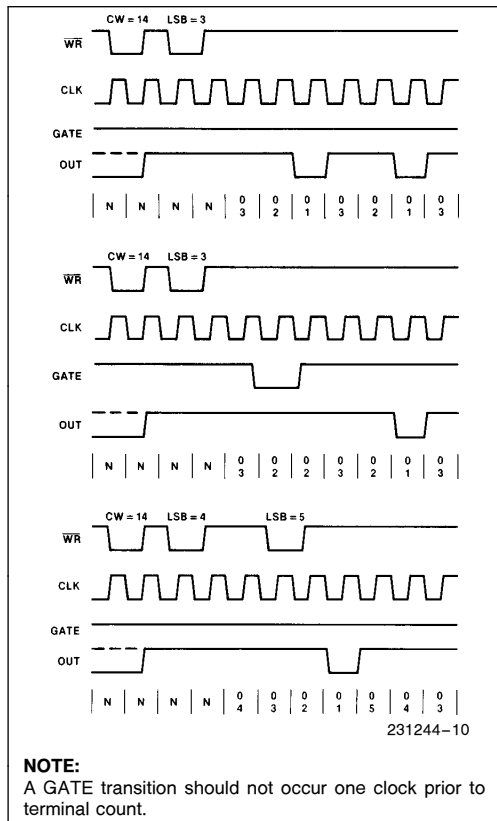 CW = 14 LSB = 3
WR
CLK
GATE
OUT
N N N N 0 0 0 0 0 0 0
3 2 1 3 2 1 3
CW = 14 LSB = 3
WR
CLK
GATE
OUT
N N N N 0 0 0 0 0 0 0
3 2 2 3 2 1 3
CW = 14 LSB = 4 LSB = 5
WR
CLK
GATE
OUT
N N N N 0 0 0 0 0 0 0
4 3 2 1 5 4 3
231244–10
NOTE:
A GATE transition should not occur one clock prior to
terminal count.